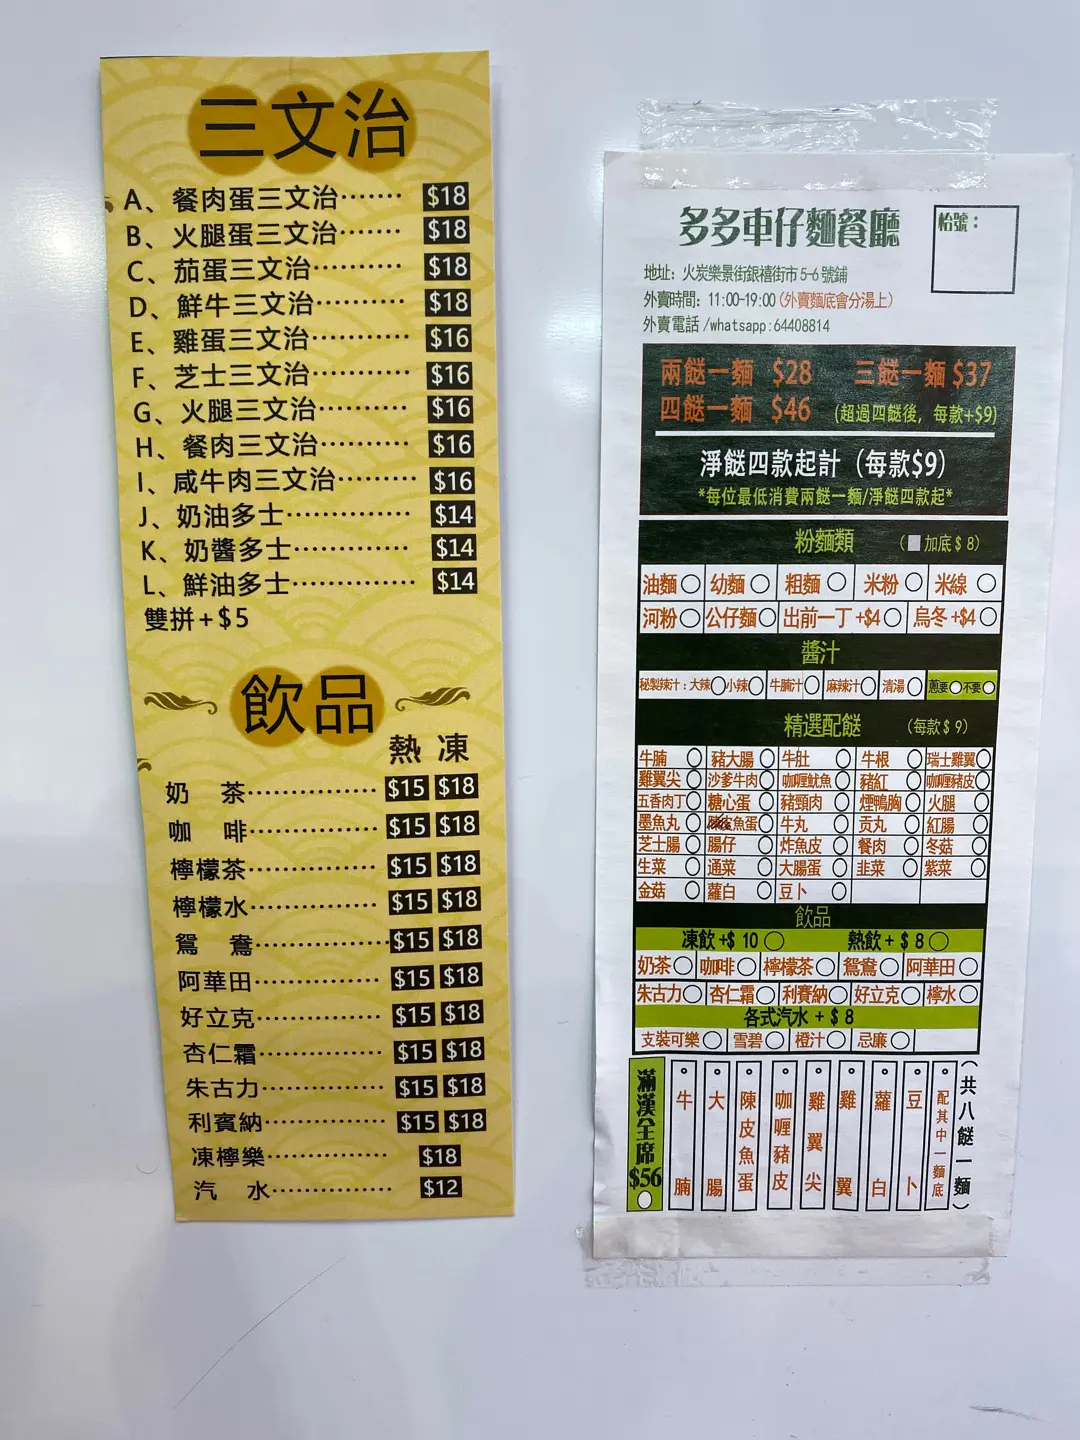 三文治
A、餐肉蛋三文治······· $18
B、火腿蛋三文治······· $18
C、茄蛋三文治·········· $18
D、鮮牛三文治·········· $18
E、雞蛋三文治·········· $16
F、芝士三文治·········· $16
G、火腿三文治·········· $16
H、餐肉三文治·········· $16
I、咸牛肉三文治········· $16
J、奶油多士·············· $14
K、奶醬多士············· $14
L、鮮油多士·············· $14
雙拼+$5
飲品
熱 凍
奶 茶··············· $15 $18
咖 啡··············· $15 $18
檸檬茶··············· $15 $18
檸檬水··············· $15 $18
鴛 鴦··············· $15 $18
阿華田··············· $15 $18
好立克··············· $15 $18
杏仁霜··············· $15 $18
朱古力··············· $15 $18
利賓納··············· $15 $18
凍檸樂··············· $18
汽 水··············· $12
多多車仔麵餐廳
枱號：
地址：火炭樂景街銀禧街市5-6號鋪
外賣時間：11:00-19:00（外賣麵底會分湯上）
外賣電話/whatsapp:64408814
兩餸一麵 $28 三餸一麵 $37
四餸一麵 $46 (超過四餸後，每款+$9)
淨餸四款起計（每款$9）
*每位最低消費兩餸一麵/淨餸四款起*
粉麵類 （加底$8）
油麵 幼麵 粗麵 米粉 米線
河粉 公仔麵 出前一丁+$4 烏冬+$4
醬汁
秘製辣汁：大辣 小辣 牛腩汁 麻辣汁 清湯 蔥要 不要
精選配餸 （每款$9）
牛腩 豬大腸 牛肚 牛根 瑞士雞翼
雞翼尖 沙爹牛肉 咖喱魷魚 豬紅 咖喱豬皮
五香肉丁 糖心蛋 豬頸肉 煙鴨胸 火腿
墨魚丸 魚蛋 牛丸 貢丸 紅腸
芝士腸 腸仔 炸魚皮 餐肉 冬菇
生菜 通菜 大腸蛋 韭菜 紫菜
金菇 蘿白 豆卜
飲品
凍飲+$10 熱飲+$8
奶茶 咖啡 檸檬茶 鴛鴦 阿華田
朱古力 杏仁霜 利賓納 好立克 檸水
各式汽水+$8
支裝可樂 雪碧 橙汁 忌廉
滿漢全席 $56
牛腩
大腸
陳皮魚蛋
咖喱豬皮
雞翼尖
雞翼
蘿白
豆卜
配其中一麵底
（共八餸一麵）